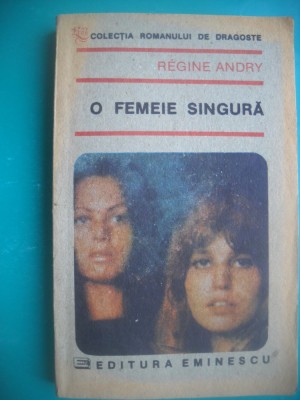 COLECȚIA ROMANULUI DE DRAGOSTE
RÉGINE ANDRY
O FEMEIE SINGURĂ
EDITURA EMINESCU